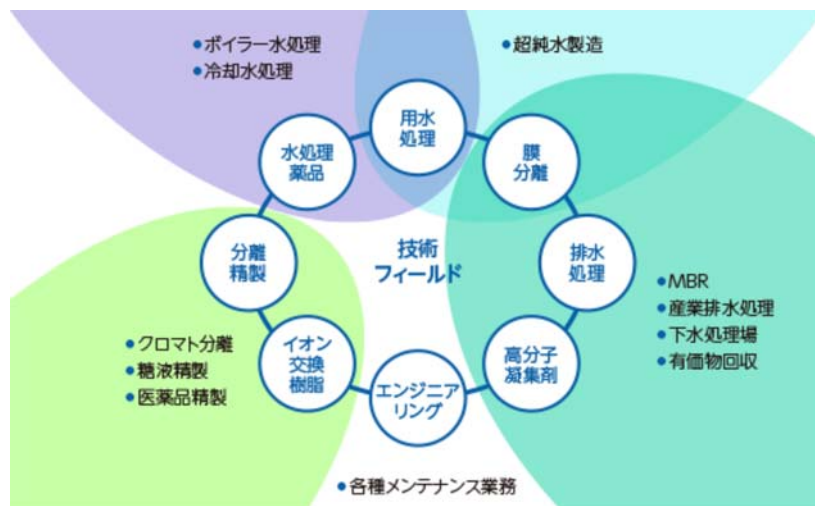 ●ボイラー水処理
●冷却水処理
●超純水製造
用水
処理
水処理
薬品
膜
分離
分離
精製
技術
フィールド
排水
処理
●MBR
●産業排水処理
●下水処理場
●有価物回収
●クロマト分離
●糖液精製
●医薬品精製
イオン
交換
樹脂
高分子
凝集剤
エンジニア
リング
●各種メンテナンス業務